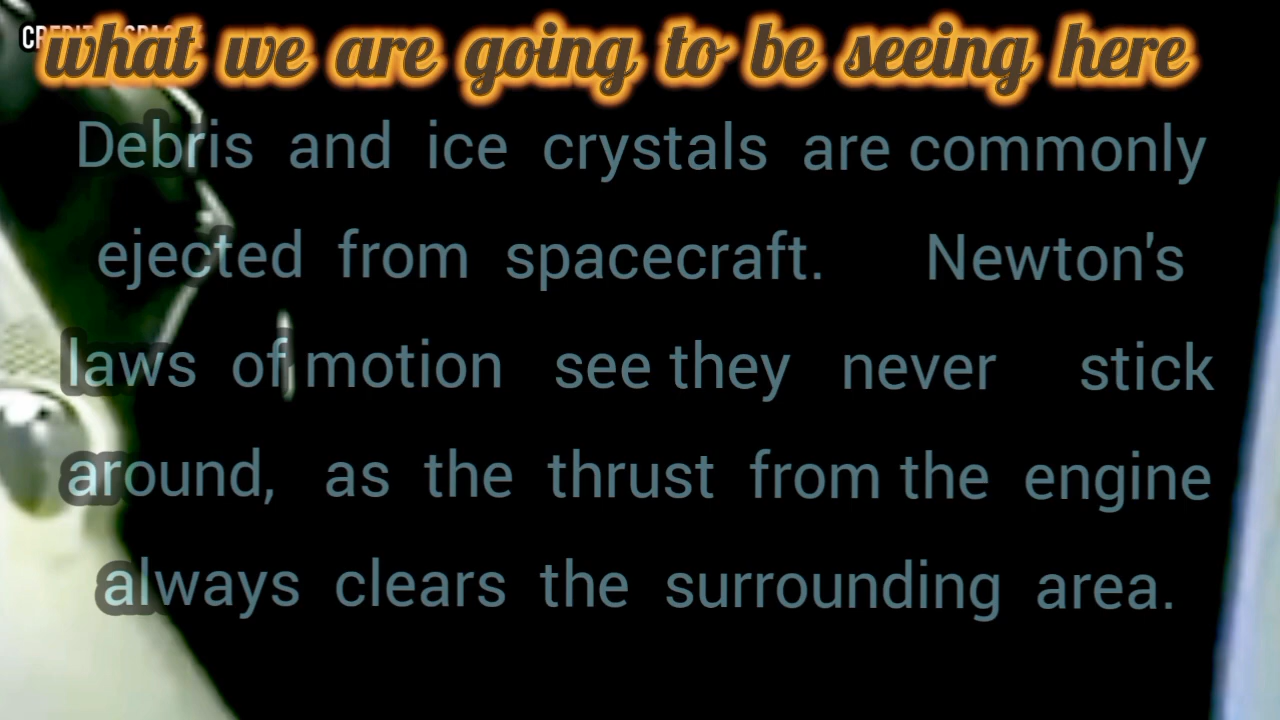 what we are going to be seeing here
Debris and ice crystals are commonly
ejected from spacecraft. Newton's
laws of motion see they never stick
around, as the thrust from the engine
always clears the surrounding area.